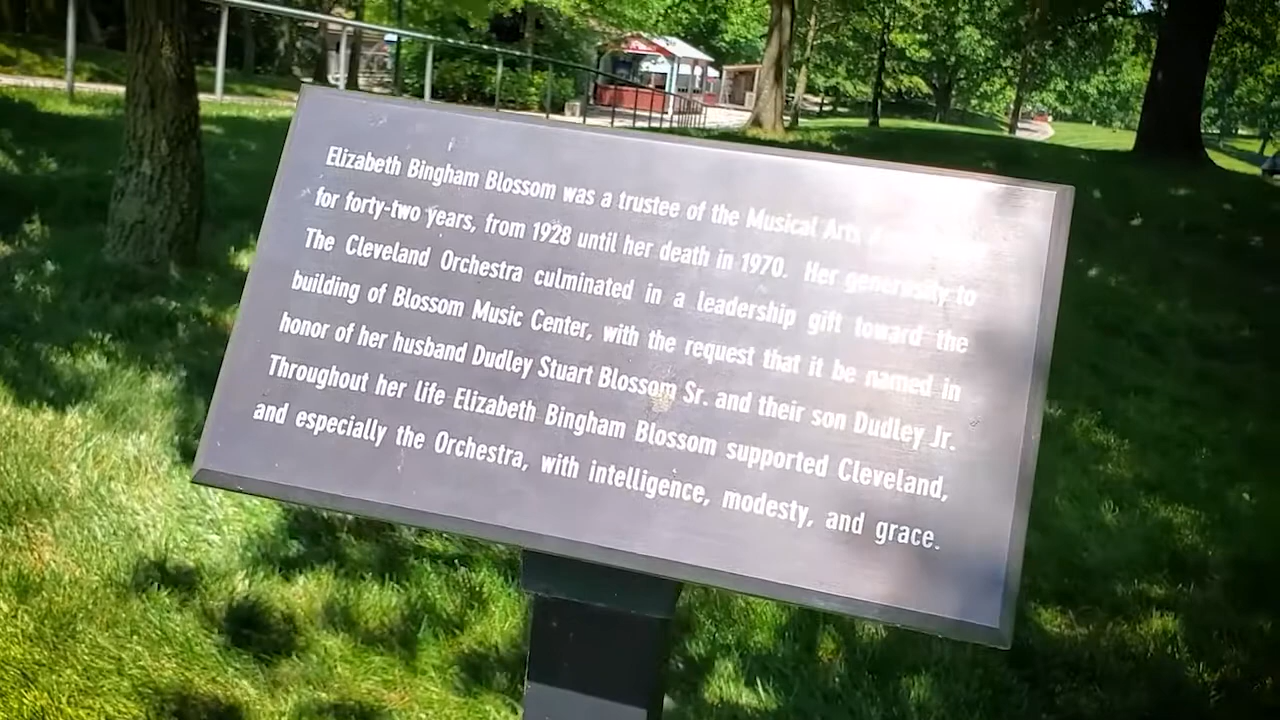 Elizabeth Bingham Blossom was a trustee of the Musical Arts
for forty-two years, from 1928 until her death in 1970. Her generosity to
The Cleveland Orchestra culminated in a leadership gift toward the
building of Blossom Music Center, with the request that it be named in
honor of her husband Dudley Stuart Blossom Sr. and their son Dudley Jr.
Throughout her life Elizabeth Bingham Blossom supported Cleveland,
and especially the Orchestra, with intelligence, modesty, and grace.